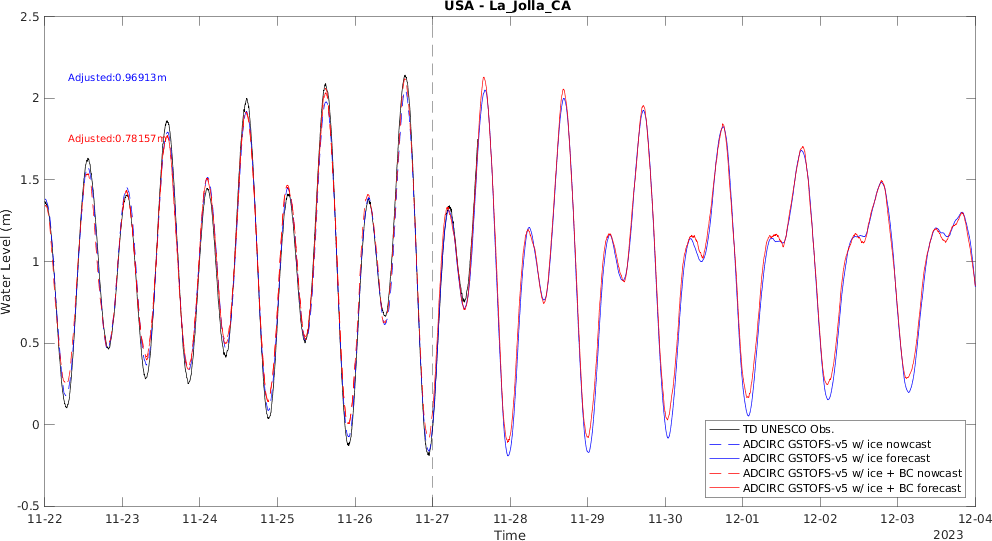 USA - La_Jolla_CA
2.5
2
1.5
1
0.5
0
-0.5
Water Level (m)
Adjusted:0.96913m
Adjusted:0.78157m
TD UNESCO Obs.
ADCIRC GSTOFS-v5 w/ ice nowcast
ADCIRC GSTOFS-v5 w/ ice forecast
ADCIRC GSTOFS-v5 w/ ice + BC nowcast
ADCIRC GSTOFS-v5 w/ ice + BC forecast
11-22 11-23 11-24 11-25 11-26 11-27 11-28 11-29 11-30 12-01 12-02 12-03 12-04
Time
2023